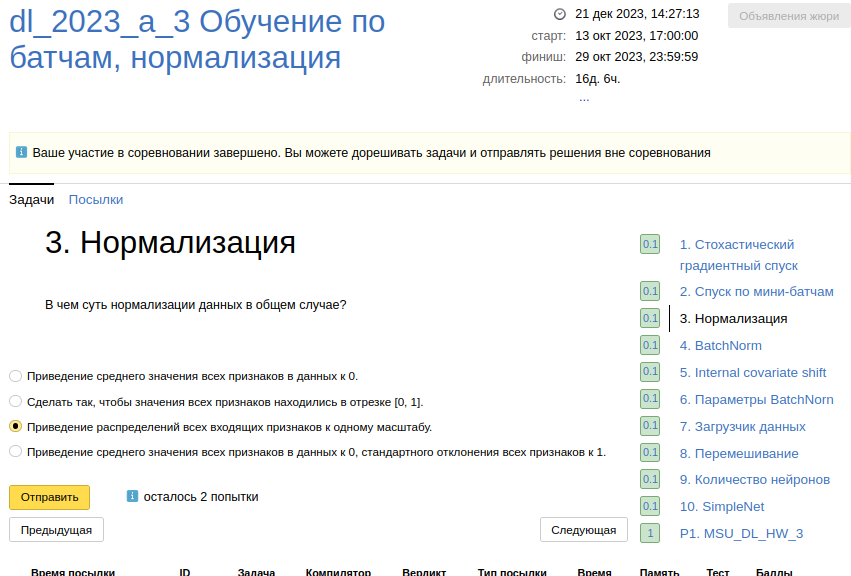 dl_2023_a_3 Обучение по
батчам, нормализация
21 дек 2023, 14:27:13
старт: 13 окт 2023, 17:00:00
финиш: 29 окт 2023, 23:59:59
длительность: 16д. 6ч.
...
Объявления жюри
Ваше участие в соревновании завершено. Вы можете дорешивать задачи и отправлять решения вне соревнования
Задачи Посылки
3. Нормализация
В чем суть нормализации данных в общем случае?
Приведение среднего значения всех признаков в данных к 0.
Сделать так, чтобы значения всех признаков находились в отрезке [0, 1].
Приведение распределений всех входящих признаков к одному масштабу.
Приведение среднего значения всех признаков в данных к 0, стандартного отклонения всех признаков к 1.
Отправить осталось 2 попытки
Предыдущая Следующая
0.1 1. Стохастический
градиентный спуск
0.1 2. Спуск по мини-батчам
0.1 3. Нормализация
0.1 4. BatchNorm
0.1 5. Internal covariate shift
0.1 6. Параметры BatchNorn
0.1 7. Загрузчик данных
0.1 8. Перемешивание
0.1 9. Количество нейронов
0.1 10. SimpleNet
1 P1. MSU_DL_HW_3
Время посылки ID Задача Компилятор Вердикт Тип посылки Время Память Тест Баллы